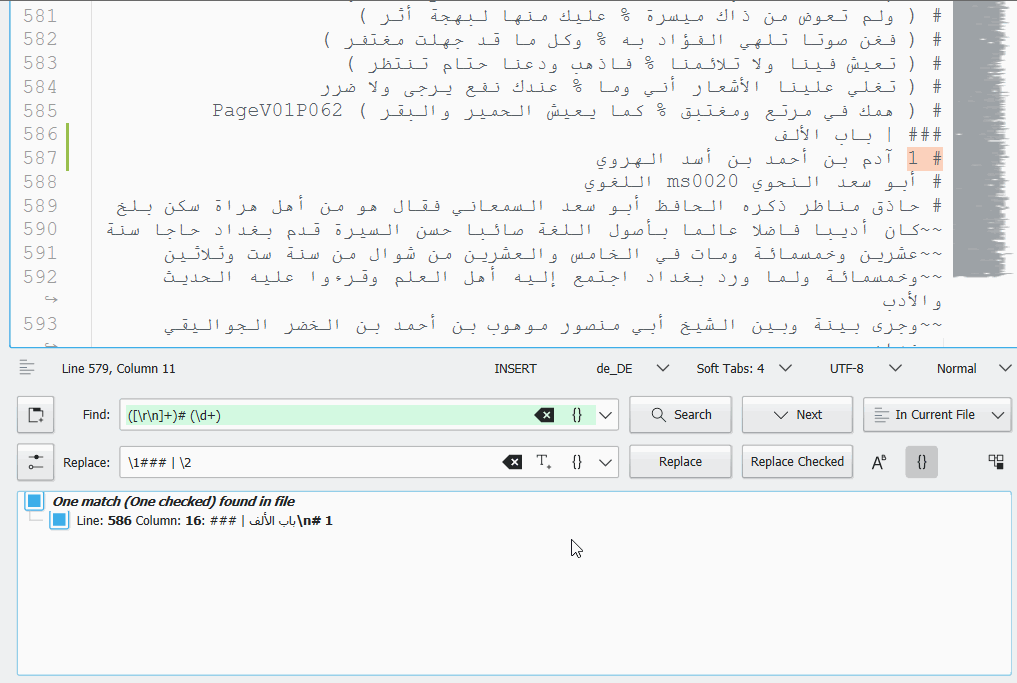 581 # ( ولم تعوض من ذاك ميسرة % عليك منها لبهجة أثر )
582 # ( فغن صوتا تلهي الفؤاد به % وكل ما قد جهلت مغتفر )
583 # ( تعيش فينا ولا تلائمنا % فاذهب ودعنا حتام تنتظر )
584 # ( تغلي علينا الأشعار أني وما % عندك نفع يرجى ولا ضرر
585 # ( همك في مرتع ومغتبق % كما يعيش الحمير والبقر ) PageV01P062
586 ### | باب الألف
587 # 1 آدم بن أحمد بن أسد الهروي
588 # أبو سعد النحوي ms0020 اللغوي
589 # حاذق مناظر ذكره الحافظ أبو سعد السمعاني فقال هو من أهل هراة سكن بلخ
590 ~~كان أديبا فاضلا عالما بأصول اللغة صائبا حسن السيرة قدم بغداد حاجا سنة
591 ~~عشرين وخمسمائة ومات في الخامس والعشرين من شوال من سنة ست وثلاثين
592 ~~وخمسمائة ولما ورد بغداد اجتمع إليه أهل العلم وقرءوا عليه الحديث
والأدب
593 ~~وجرى بينة وبين الشيخ أبي منصور موهوب بن أحمد بن الخضر الجواليقي
Line 579, Column 11 INSERT de_DE Soft Tabs: 4 UTF-8 Normal
Find: ([\r\n]+)# (\d+) {} Search Next In Current File
Replace: \1### | \2 {} Replace Replace Checked {}
One match (One checked) found in file
Line: 586 Column: 16: ### | باب الألف\n# 1